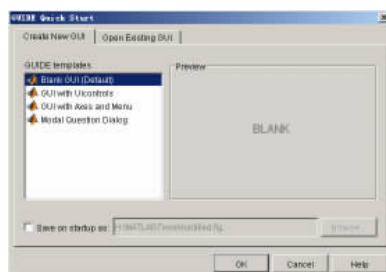 GUIDE Quick Start
Create New GUI
Open Existing GUI
GUIDE templates
Preview
Blank GUI (Default)
GUI with Uicontrols
GUI with Axes and Menu
Modal Question Dialog
BLANK
Save on startup as:
OK
Cancel
Help